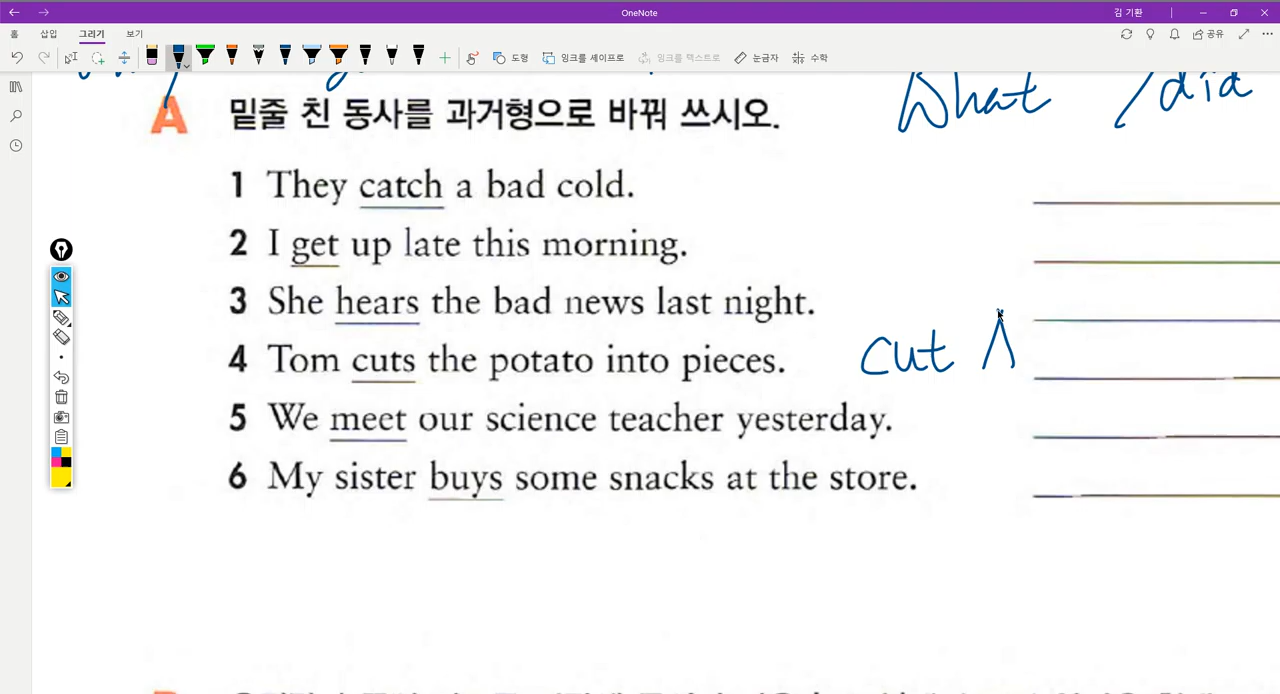 OneNote
김 기환
홈 삽입 그리기 보기
공유
도형 잉크를 셰이프로 잉크를 텍스트로 눈금자 수학
What /did
A 밑줄 친 동사를 과거형으로 바꿔 쓰시오.
1 They catch a bad cold.
2 I get up late this morning.
3 She hears the bad news last night.
4 Tom cuts the potato into pieces. cut
5 We meet our science teacher yesterday.
6 My sister buys some snacks at the store.